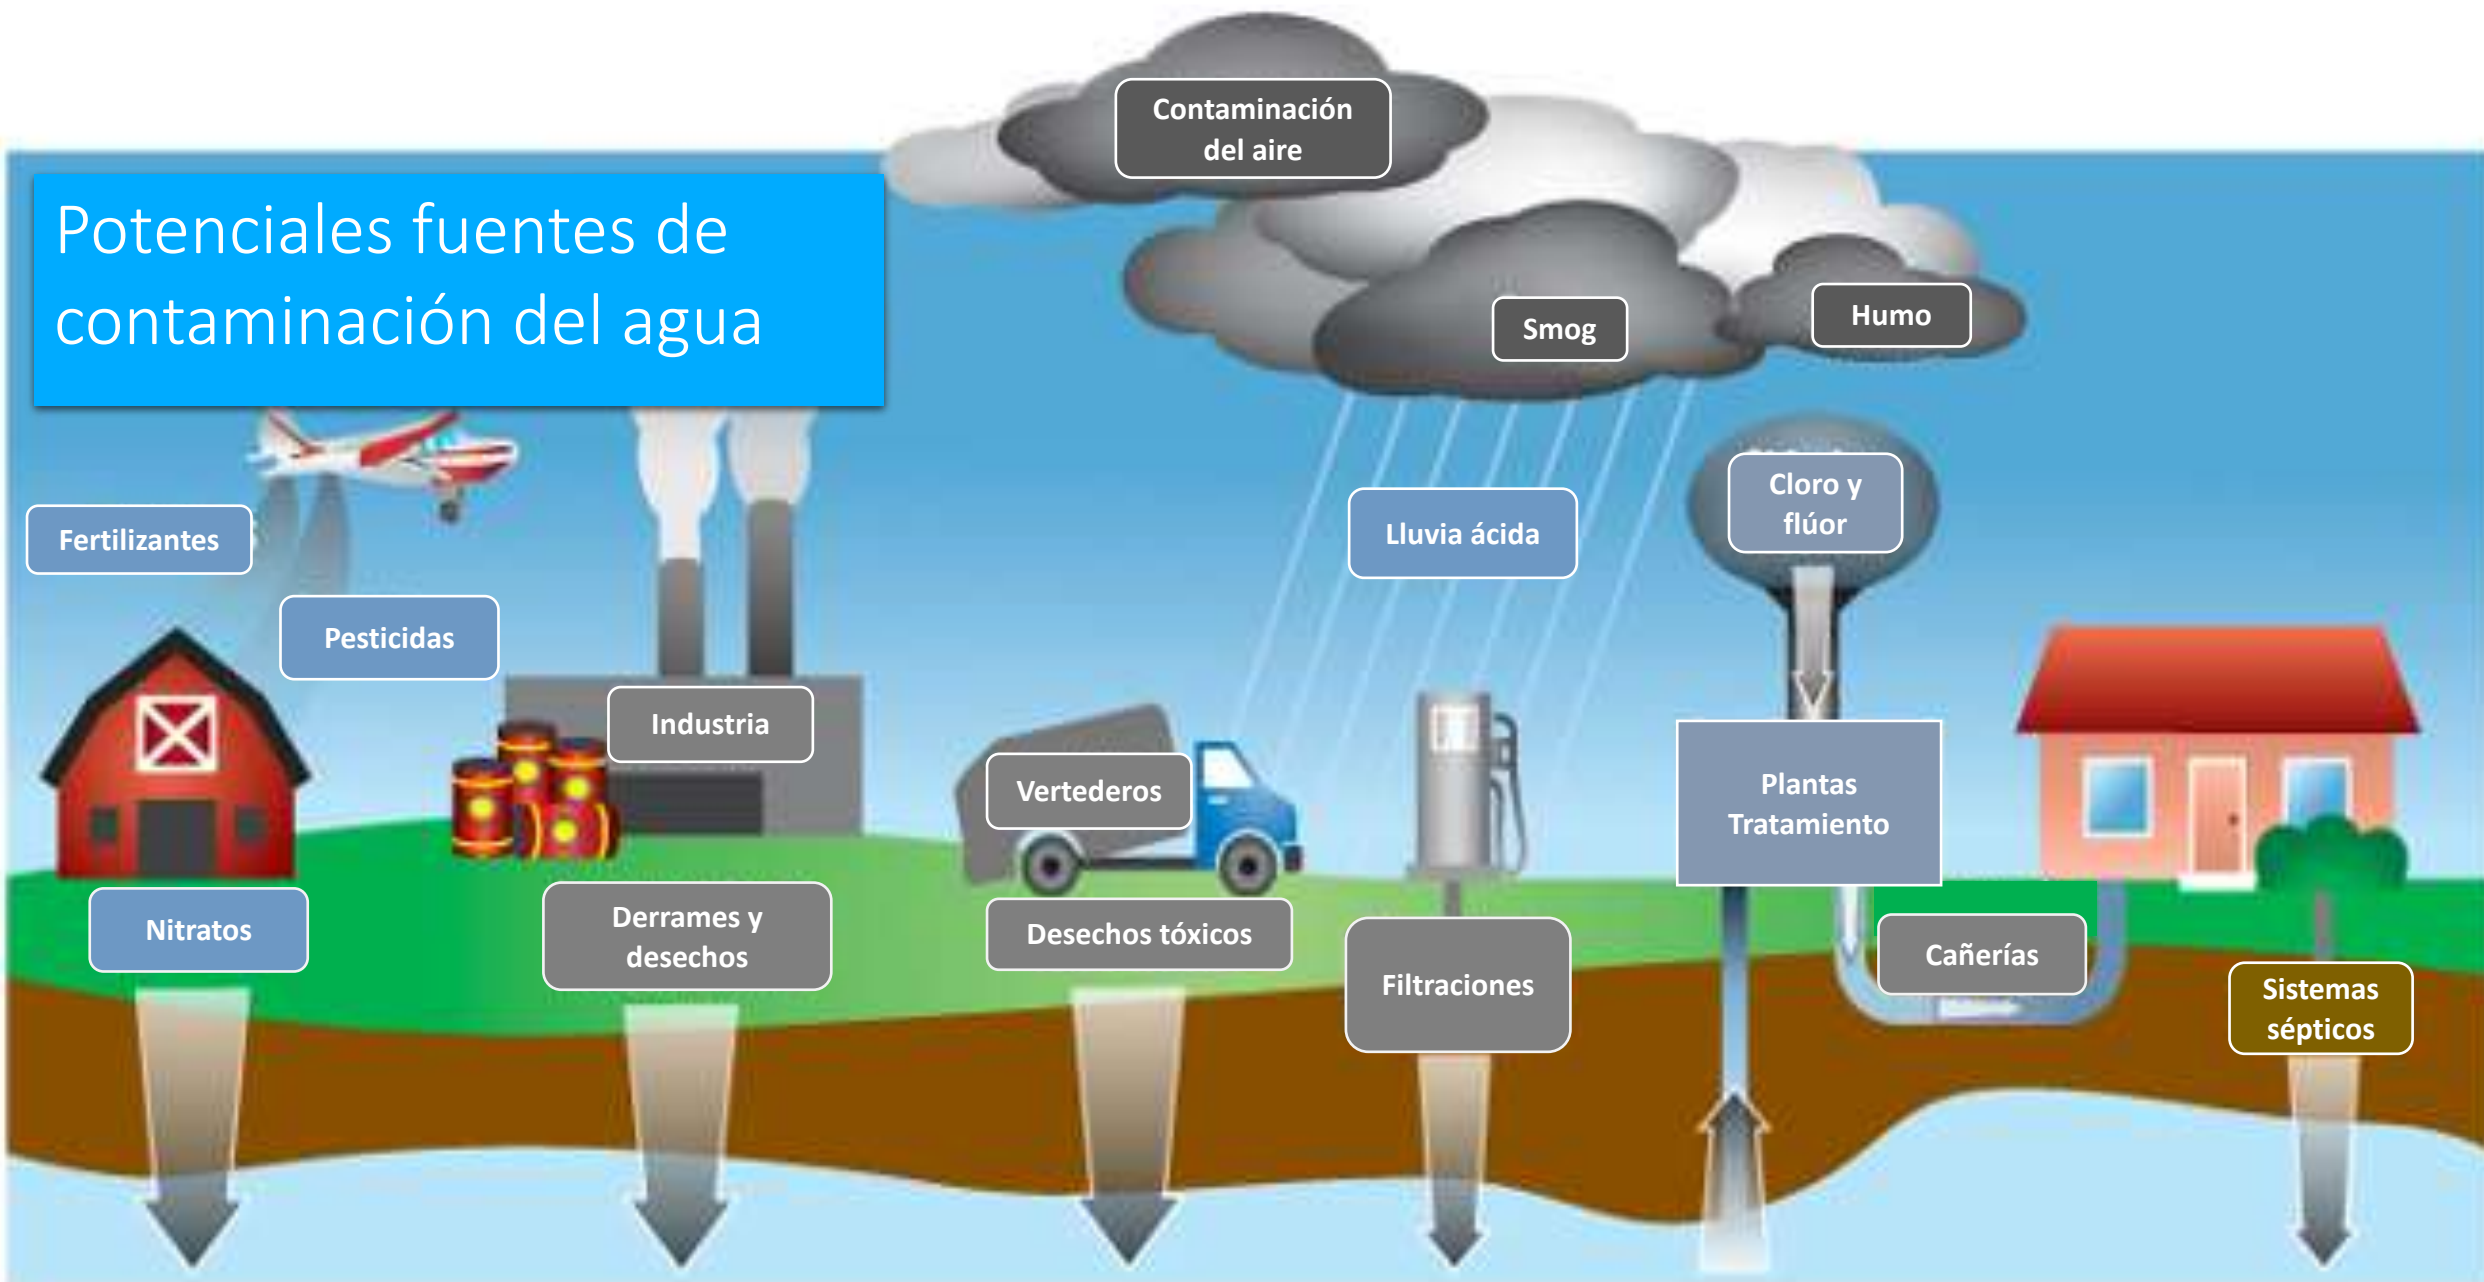 Potenciales fuentes de
contaminación del agua
Contaminación
del aire
Smog
Humo
Fertilizantes
Pesticidas
Lluvia ácida
Cloro y
flúor
Industria
Vertederos
Plantas
Tratamiento
Nitratos
Derrames y
desechos
Desechos tóxicos
Filtraciones
Cañerías
Sistemas
sépticos